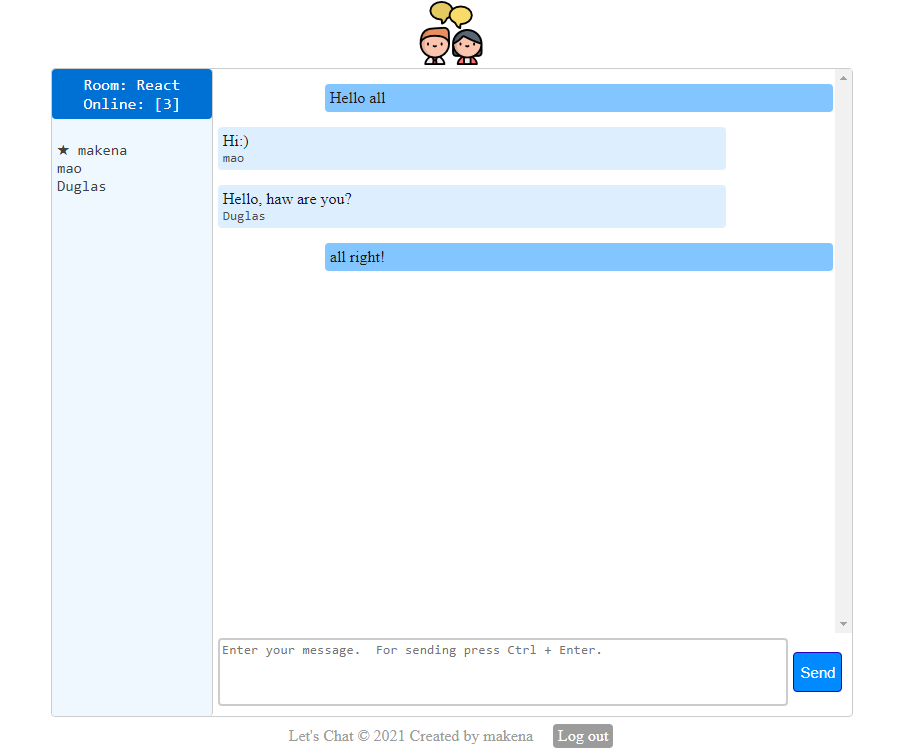 Room: React
Online: [3]
★ makena
mao
Duglas
Hello all
Hi:)
mao
Hello, haw are you?
Duglas
all right!
Enter your message.  For sending press Ctrl + Enter.
Send
Let's Chat © 2021 Created by makena
Log out